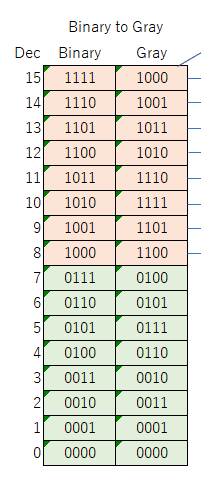 Binary to Gray
Dec Binary Gray
15 1111 1000
14 1110 1001
13 1101 1011
12 1100 1010
11 1011 1110
10 1010 1111
9 1001 1101
8 1000 1100
7 0111 0100
6 0110 0101
5 0101 0111
4 0100 0110
3 0011 0010
2 0010 0011
1 0001 0001
0 0000 0000